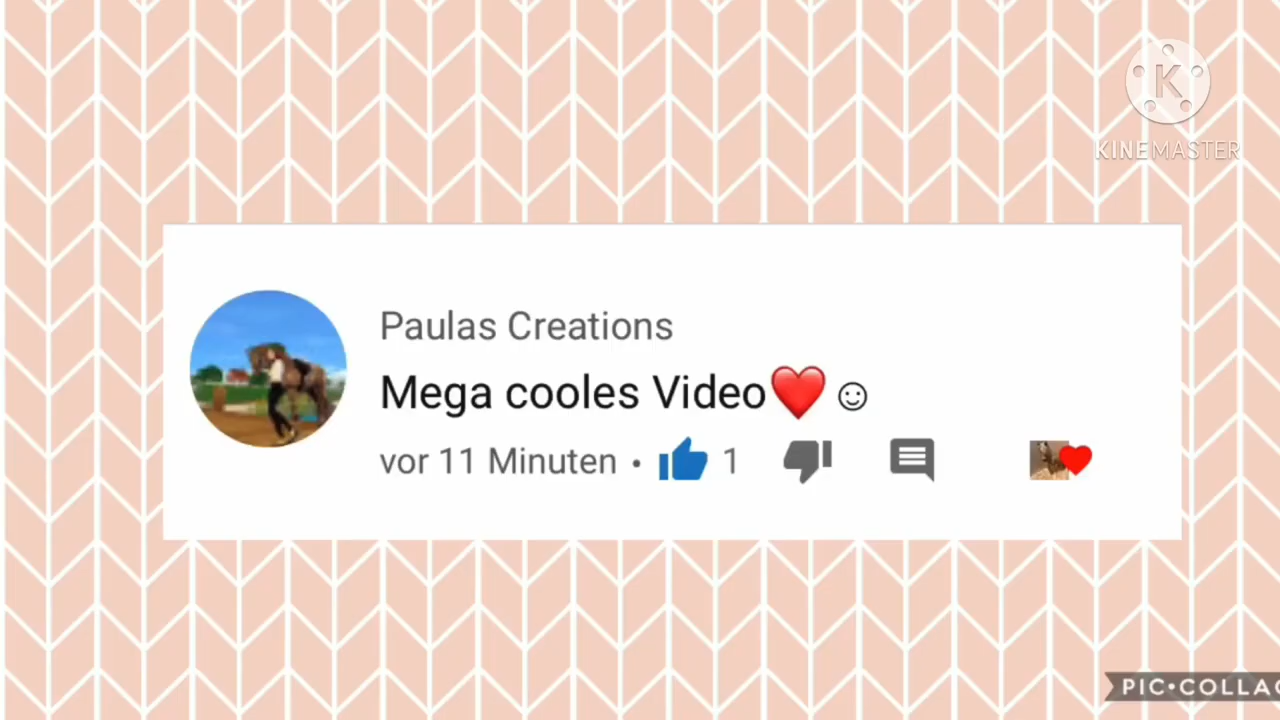 K
KINEMASTER
Paulas Creations
Mega cooles Video❤️☺
vor 11 Minuten • 1
PIC•COLLAG